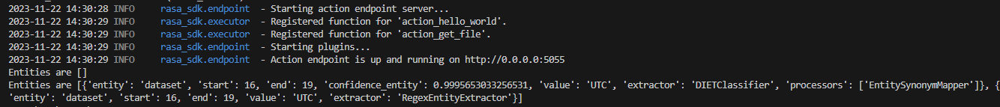 2023-11-22 14:30:28 INFO     rasa_sdk.endpoint  - Starting action endpoint server...
2023-11-22 14:30:29 INFO     rasa_sdk.executor  - Registered function for 'action_hello_world'.
2023-11-22 14:30:29 INFO     rasa_sdk.executor  - Registered function for 'action_get_file'.
2023-11-22 14:30:29 INFO     rasa_sdk.endpoint  - Starting plugins...
2023-11-22 14:30:29 INFO     rasa_sdk.endpoint  - Action endpoint is up and running on http://0.0.0.0:5055
Entities are []
Entities are [{'entity': 'dataset', 'start': 16, 'end': 19, 'confidence_entity': 0.9995653033256531, 'value': 'UTC', 'extractor': 'DIETClassifier', 'processors': ['EntitySynonymMapper']}, {
'entity': 'dataset', 'start': 16, 'end': 19, 'value': 'UTC', 'extractor': 'RegexEntityExtractor'}]